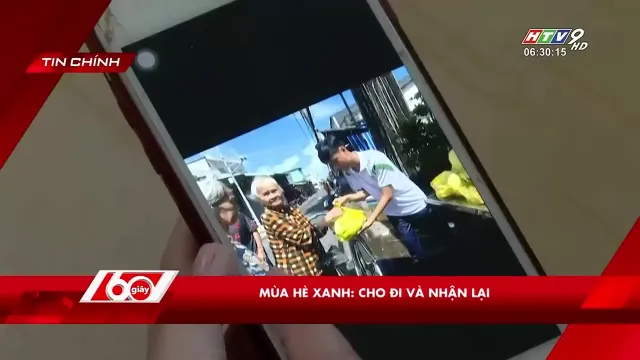 TIN CHÍNH
HTV9 HD
06:30:15
60 giây
MÙA HÈ XANH: CHO ĐI VÀ NHẬN LẠI